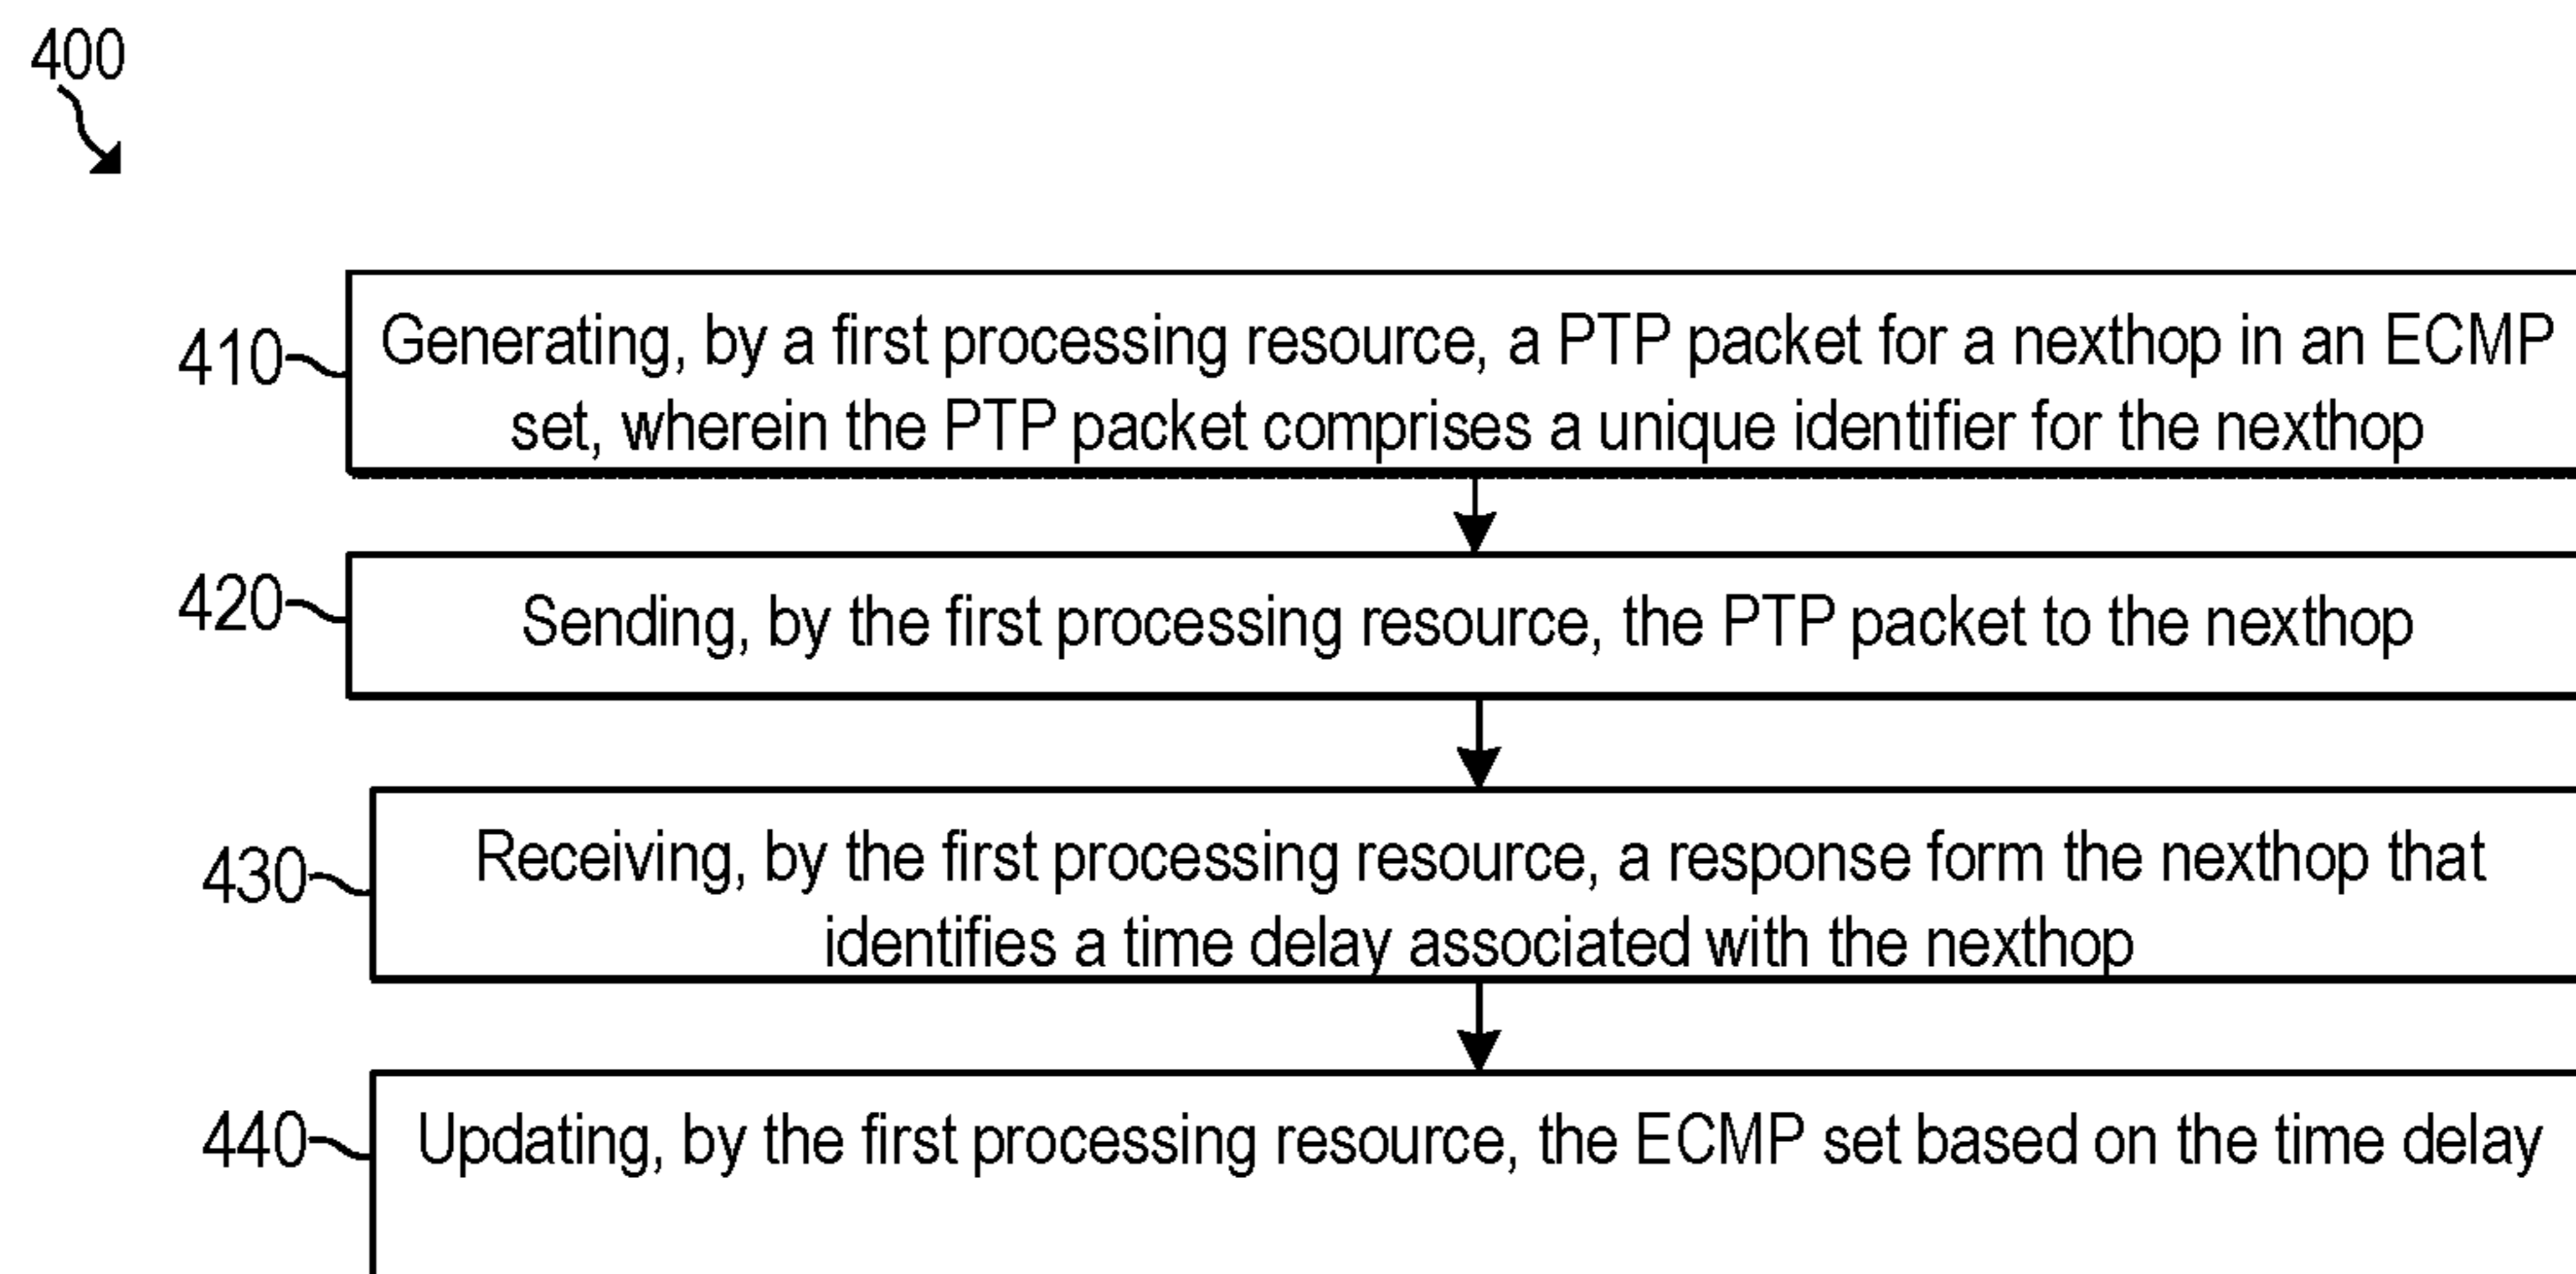 400
410
Generating, by a first processing resource, a PTP packet for a nexthop in an ECMP
set, wherein the PTP packet comprises a unique identifier for the nexthop
420
Sending, by the first processing resource, the PTP packet to the nexthop
430
Receiving, by the first processing resource, a response form the nexthop that
identifies a time delay associated with the nexthop
440
Updating, by the first processing resource, the ECMP set based on the time delay